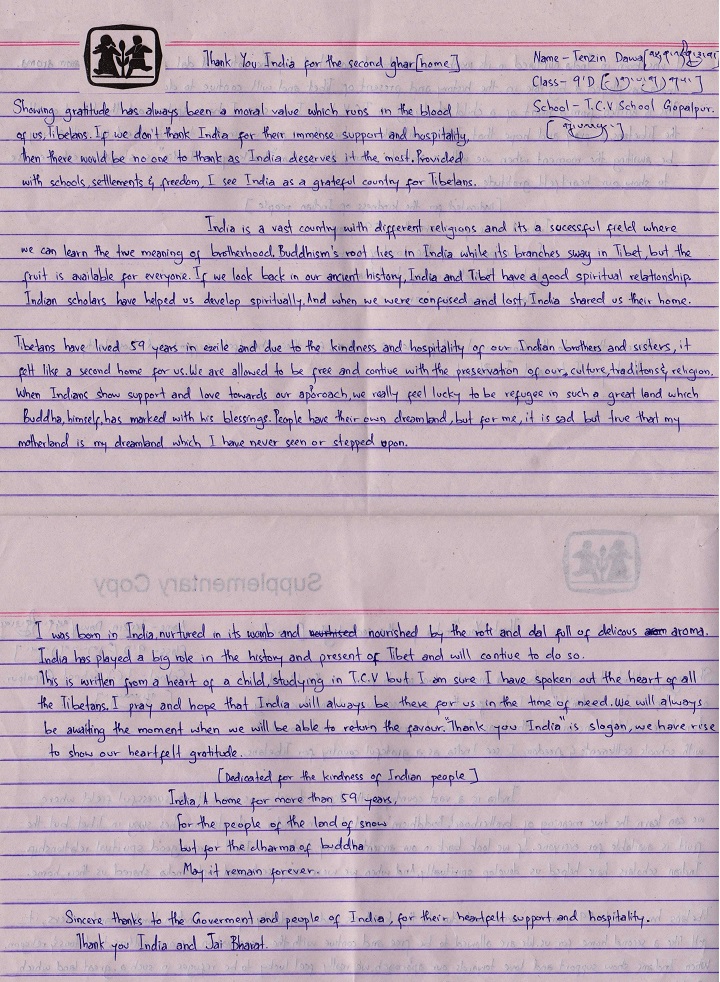 Thank You India for the second ghar [home]
Name - Tenzin Dawa
Class - 9'D
School - T.C.V School Gopalpur.
Showing gratitude has always been a moral value which runs in the blood
of us, Tibetans. If we don't thank India for their immense support and hospitality,
then there would be no one to thank as India deserves it the most. Provided
with schools, settlements & freedom, I see India as a grateful country for Tibetans.
India is a vast country with different religions and its a sucessful field where
we can learn the true meaning of brotherhood. Buddhism's root lies in India while its branches sway in Tibet, but the
fruit is available for everyone. If we look back in our ancient history, India and Tibet have a good spiritual relationship.
Indian scholars have helped us develop spiritually, And when we were confused and lost, India shared us their home.
Tibetans have lived 59 years in exile and due to the kindness and hospitality of our Indian brothers and sisters, it
felt like a second home for us. We are allowed to be free and contiue with the preservation of our, culture, traditons & religion.
When Indians show support and love towards our approach, we really feel lucky to be refugee in such a great land which
Buddha, himself, has marked with his blessings. People have their own dreamland, but for me, it is sad but true that my
motherland is my dreamland which I have never seen or stepped upon.
Supplementary Copy
I was born in India, nurtured in its womb and nourished by the roti and dal full of delicous aroma.
India has played a big role in the history and present of Tibet and will contiue to do so.
This is written from a heart of a child, studying in T.C.V but I am sure I have spoken out the heart of all
the Tibetans. I pray and hope that India will always be there for us in the time of need. We will always
be awaiting the moment when we will be able to return the favour. "Thank you India" is slogan, we have rise
to show our heartfelt gratitude.
[Dedicated for the kindness of Indian people]
India, A home for more than 59 years,
for the people of the land of snow
but for the dharma of buddha
May it remain forever.
Sincere thanks to the Goverment and people of India, for their heartfelt support and hospitality.
Thank you India and Jai Bharat.